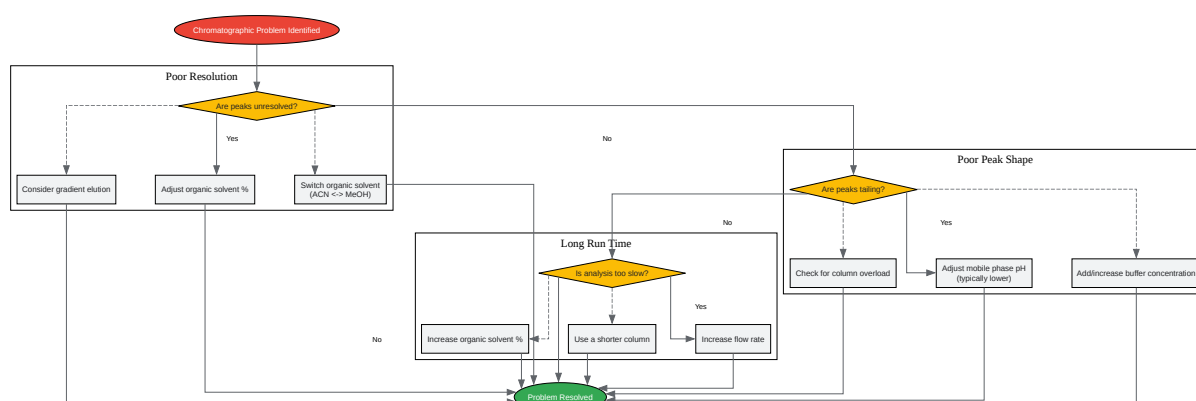 Chromatographic Problem Identified
Poor Resolution
Are peaks unresolved?
Yes
No
Consider gradient elution
Adjust organic solvent %
Switch organic solvent
(ACN <-> MeOH)
Poor Peak Shape
Are peaks tailing?
No
Yes
Check for column overload
Adjust mobile phase pH
(typically lower)
Add/increase buffer concentration
Long Run Time
Is analysis too slow?
Yes
No
Increase organic solvent %
Use a shorter column
Increase flow rate
Problem Resolved